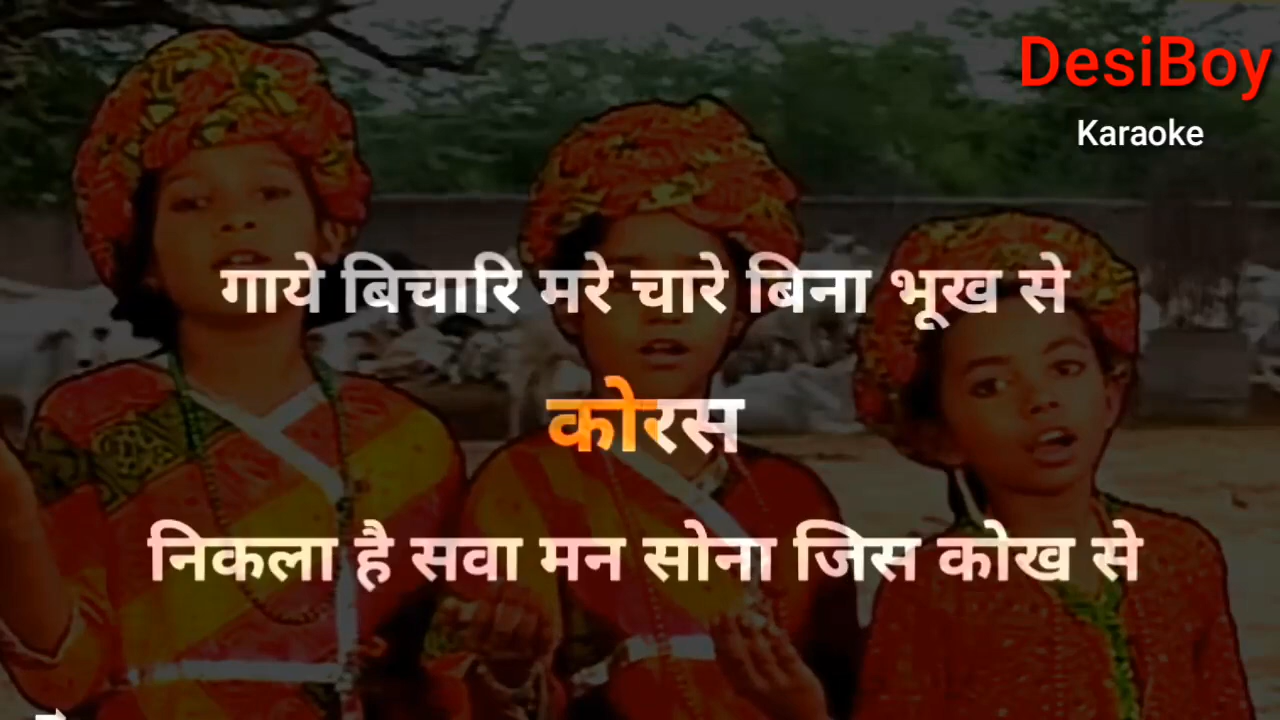 DesiBoy
Karaoke
गाये बिचारि मरे चारे बिना भूख से
कोरस
निकला है सवा मन सोना जिस कोख से